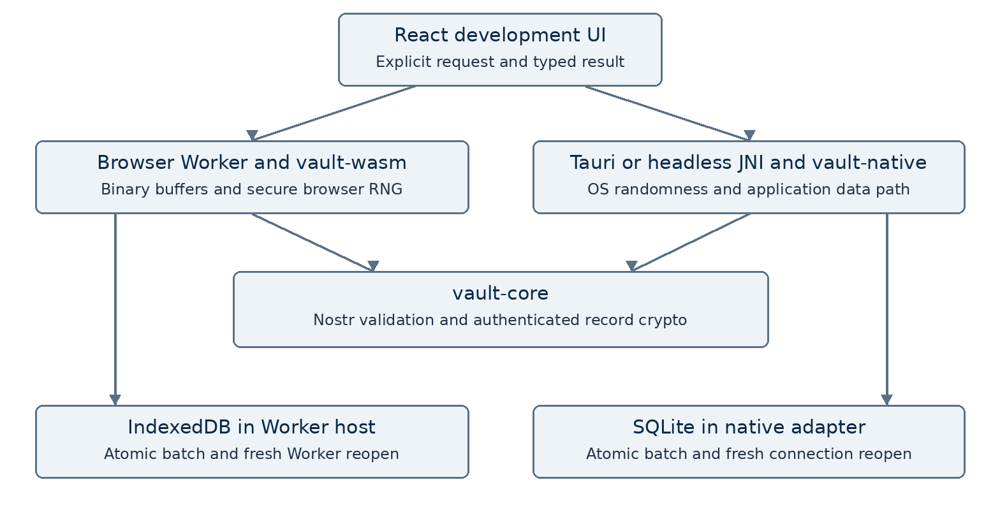 React development UI
Explicit request and typed result
Browser Worker and vault-wasm
Binary buffers and secure browser RNG
Tauri or headless JNI and vault-native
OS randomness and application data path
vault-core
Nostr validation and authenticated record crypto
IndexedDB in Worker host
Atomic batch and fresh Worker reopen
SQLite in native adapter
Atomic batch and fresh connection reopen